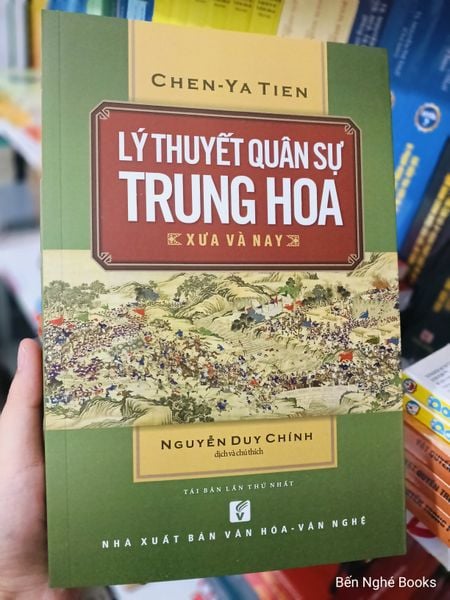 CHEN-YA TIEN
LÝ THUYẾT QUÂN SỰ
TRUNG HOA
XƯA VÀ NAY
NGUYỄN DUY CHÍNH
dịch và chú thích
TÁI BẢN LẦN THỨ NHẤT
NHÀ XUẤT BẢN VĂN HÓA - VĂN NGHỆ
Bến Nghé Books